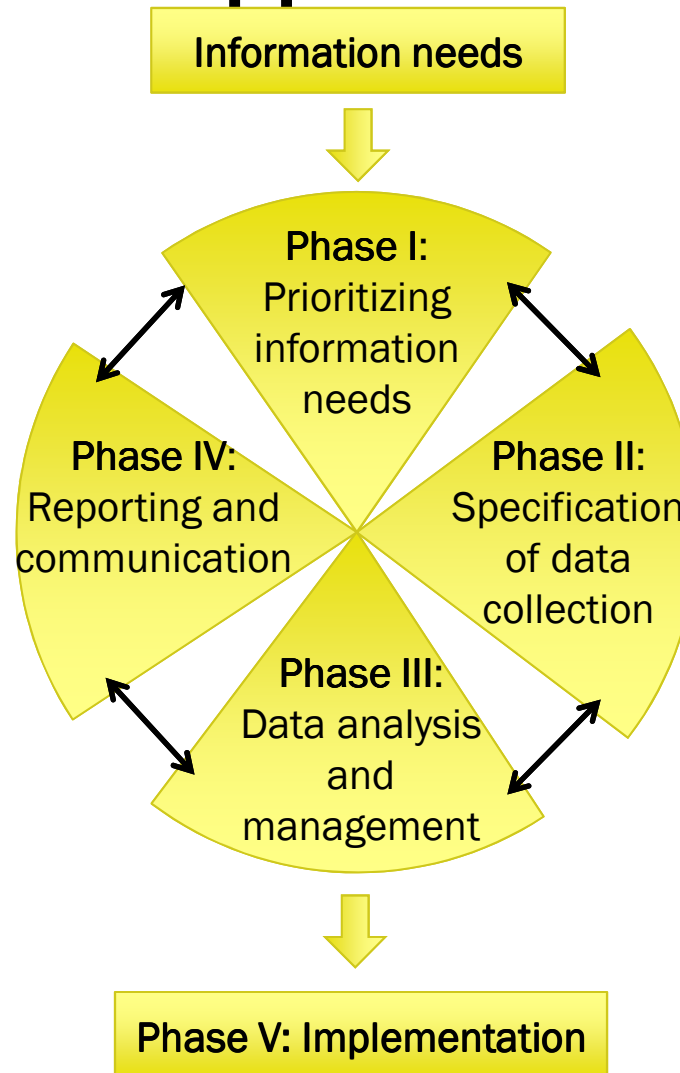 Information needs
Phase I:
Prioritizing
information
needs
Phase II:
Specification
of data
collection
Phase III:
Data analysis
and
management
Phase IV:
Reporting and
communication
Phase V: Implementation